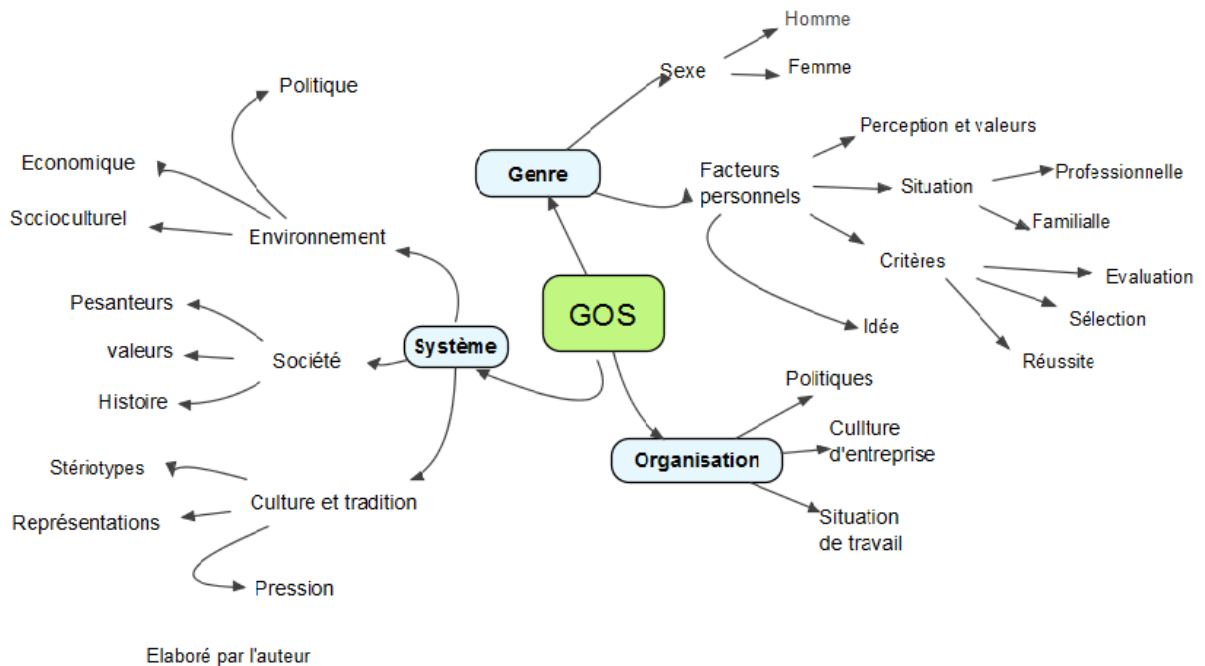 Homme
Sexe
Femme
Politique
Perception et valeurs
Economique
Genre
Facteurs
personnels
Situation
Professionnelle
Familialle
Socioculturel
Environnement
Critères
Evaluation
Sélection
Réussite
Idée
GOS
Pesanteurs
valeurs
Société
Système
Histoire
Politiques
Cullture
d'entreprise
Organisation
Situation
de travail
Stériotypes
Culture et tradition
Représentations
Pression
Elaboré par l'auteur